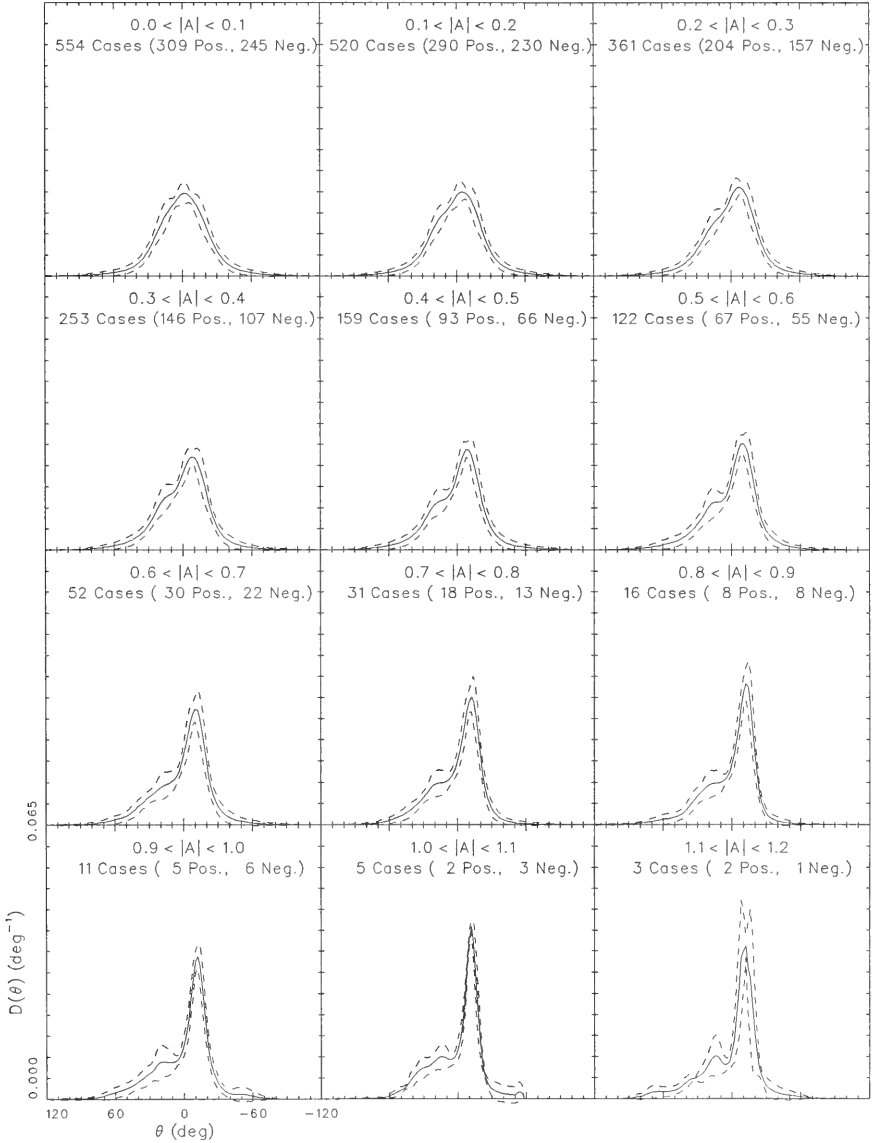 0.0 < |A| < 0.1
554 Cases (309 Pos., 245 Neg.)
0.1 < |A| < 0.2
520 Cases (290 Pos., 230 Neg.)
0.2 < |A| < 0.3
361 Cases (204 Pos., 157 Neg.)
0.3 < |A| < 0.4
253 Cases (146 Pos., 107 Neg.)
0.4 < |A| < 0.5
159 Cases ( 93 Pos., 66 Neg.)
0.5 < |A| < 0.6
122 Cases ( 67 Pos., 55 Neg.)
0.6 < |A| < 0.7
52 Cases ( 30 Pos., 22 Neg.)
0.7 < |A| < 0.8
31 Cases ( 18 Pos., 13 Neg.)
0.8 < |A| < 0.9
16 Cases ( 8 Pos., 8 Neg.)
0.9 < |A| < 1.0
11 Cases ( 5 Pos., 6 Neg.)
1.0 < |A| < 1.1
5 Cases ( 2 Pos., 3 Neg.)
1.1 < |A| < 1.2
3 Cases ( 2 Pos., 1 Neg.)
0.065
D(θ) (deg⁻¹)
0.000
120 60 0 -60 -120
θ (deg)